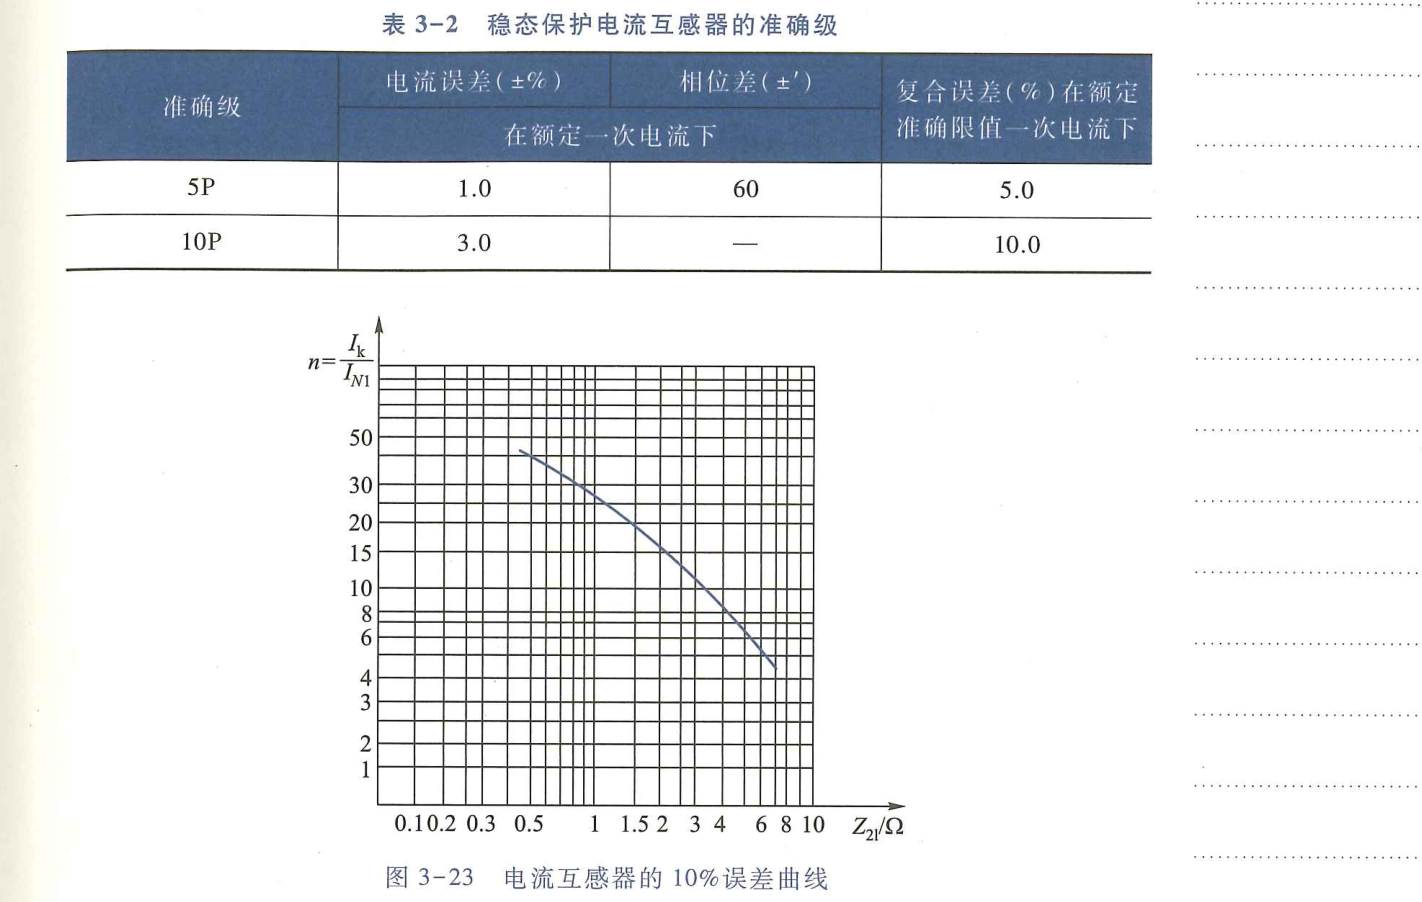 表 3-2 稳态保护电流互感器的准确级
准确级
电流误差(±%)
相位差(±′)
在额定一次电流下
复合误差(%)在额定
准确限值一次电流下
5P 1.0 60 5.0
10P 3.0 — 10.0
n=Ik/IN1
50
30
20
15
10
8
6
4
3
2
1
0.1 0.2 0.3 0.5 1 1.5 2 3 4 6 8 10 Z2l/Ω
图 3-23 电流互感器的 10%误差曲线